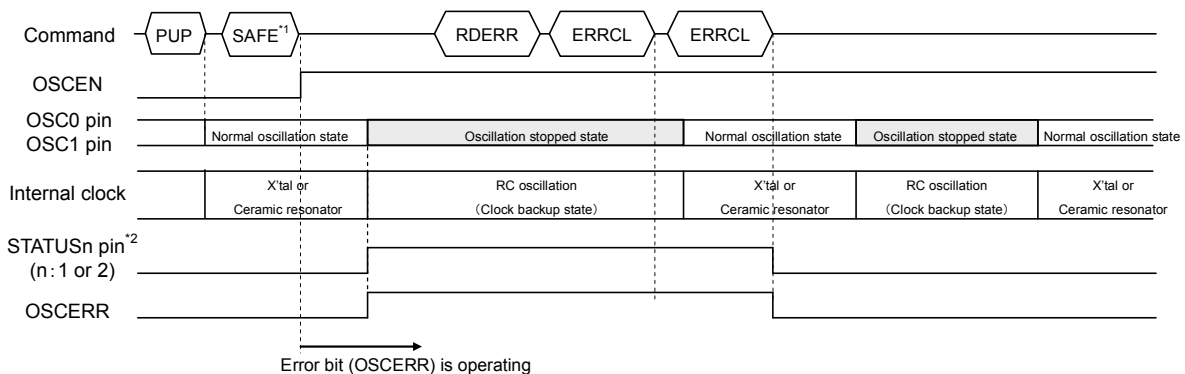 Command PUP SAFE*1 RDERR ERRCL ERRCL
OSCEN
OSC0 pin
OSC1 pin
Normal oscillation state Oscillation stopped state Normal oscillation state Oscillation stopped state Normal oscillation state
Internal clock
X'tal or RC oscillation X'tal or RC oscillation X'tal or
Ceramic resonator (Clock backup state) Ceramic resonator (Clock backup state) Ceramic resonator
STATUSn pin*2
(n:1 or 2)
OSCERR
Error bit (OSCERR) is operating